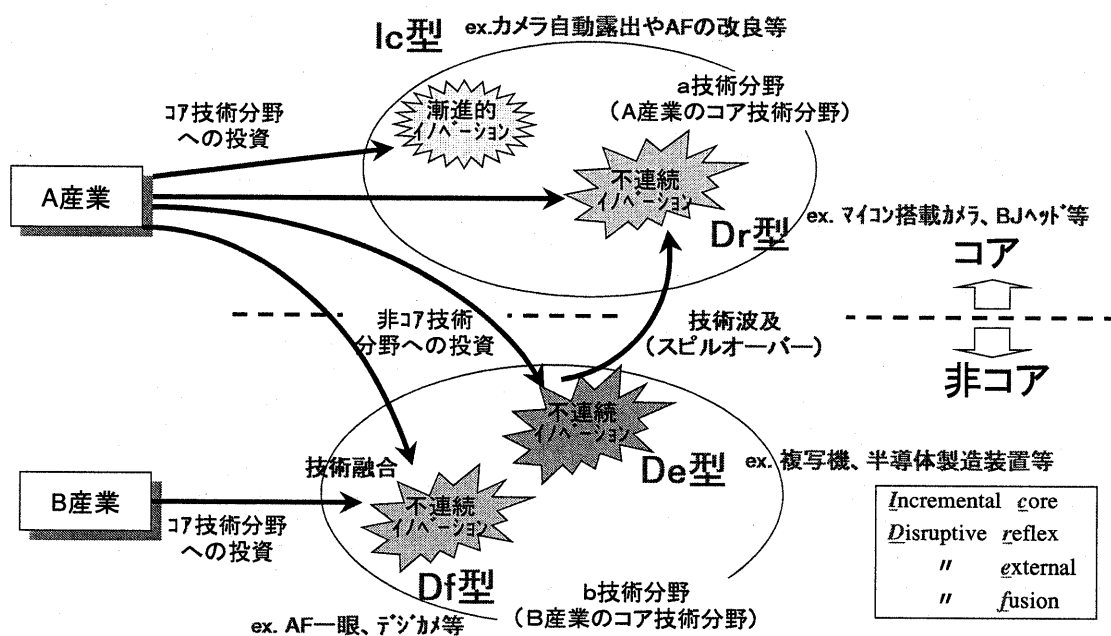 Ic型
ex.カメラ自動露出やAFの改良等
a技術分野
(A産業のコア技術分野)
コア技術分野
への投資
漸進的
イノベーション
A産業
不連続
イノベーション
Dr型
ex. マイコン搭載カメラ、BJヘッド等
コア
非コア技術
分野への投資
技術波及
(スピルオーバー)
非コア
不連続
イノベーション
De型
ex. 複写機、半導体製造装置等
技術融合
B産業
コア技術分野
への投資
不連続
イノベーション
Df型
ex. AF一眼、デジカメ等
b技術分野
(B産業のコア技術分野)
Incremental core
Disruptive reflex
〃 external
〃 fusion